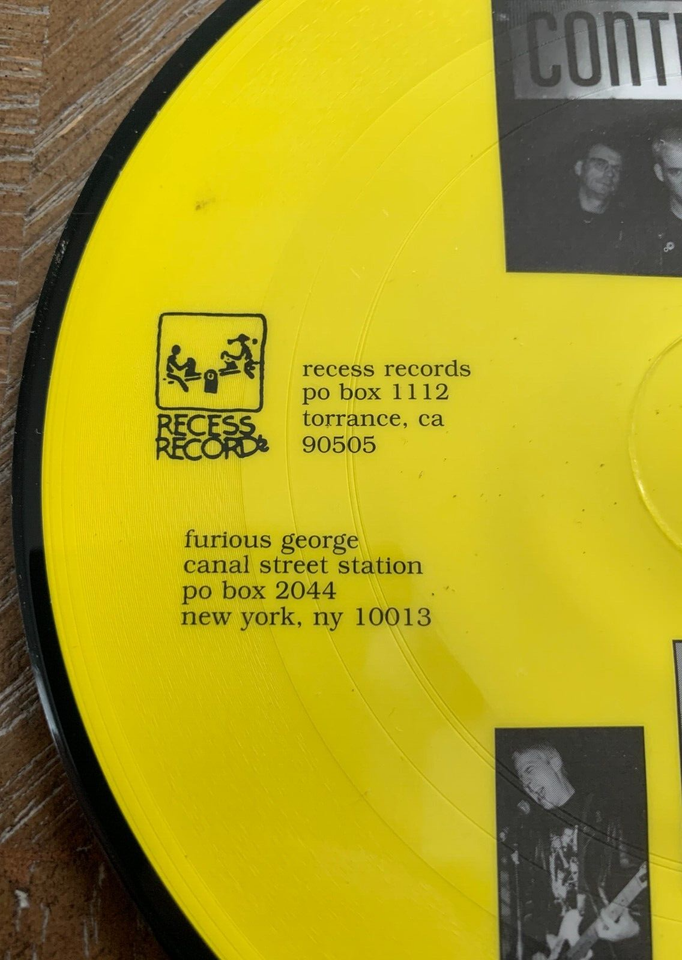 CONT
RECESS
RECORDs
recess records
po box 1112
torrance, ca
90505
furious george
canal street station
po box 2044
new york, ny 10013